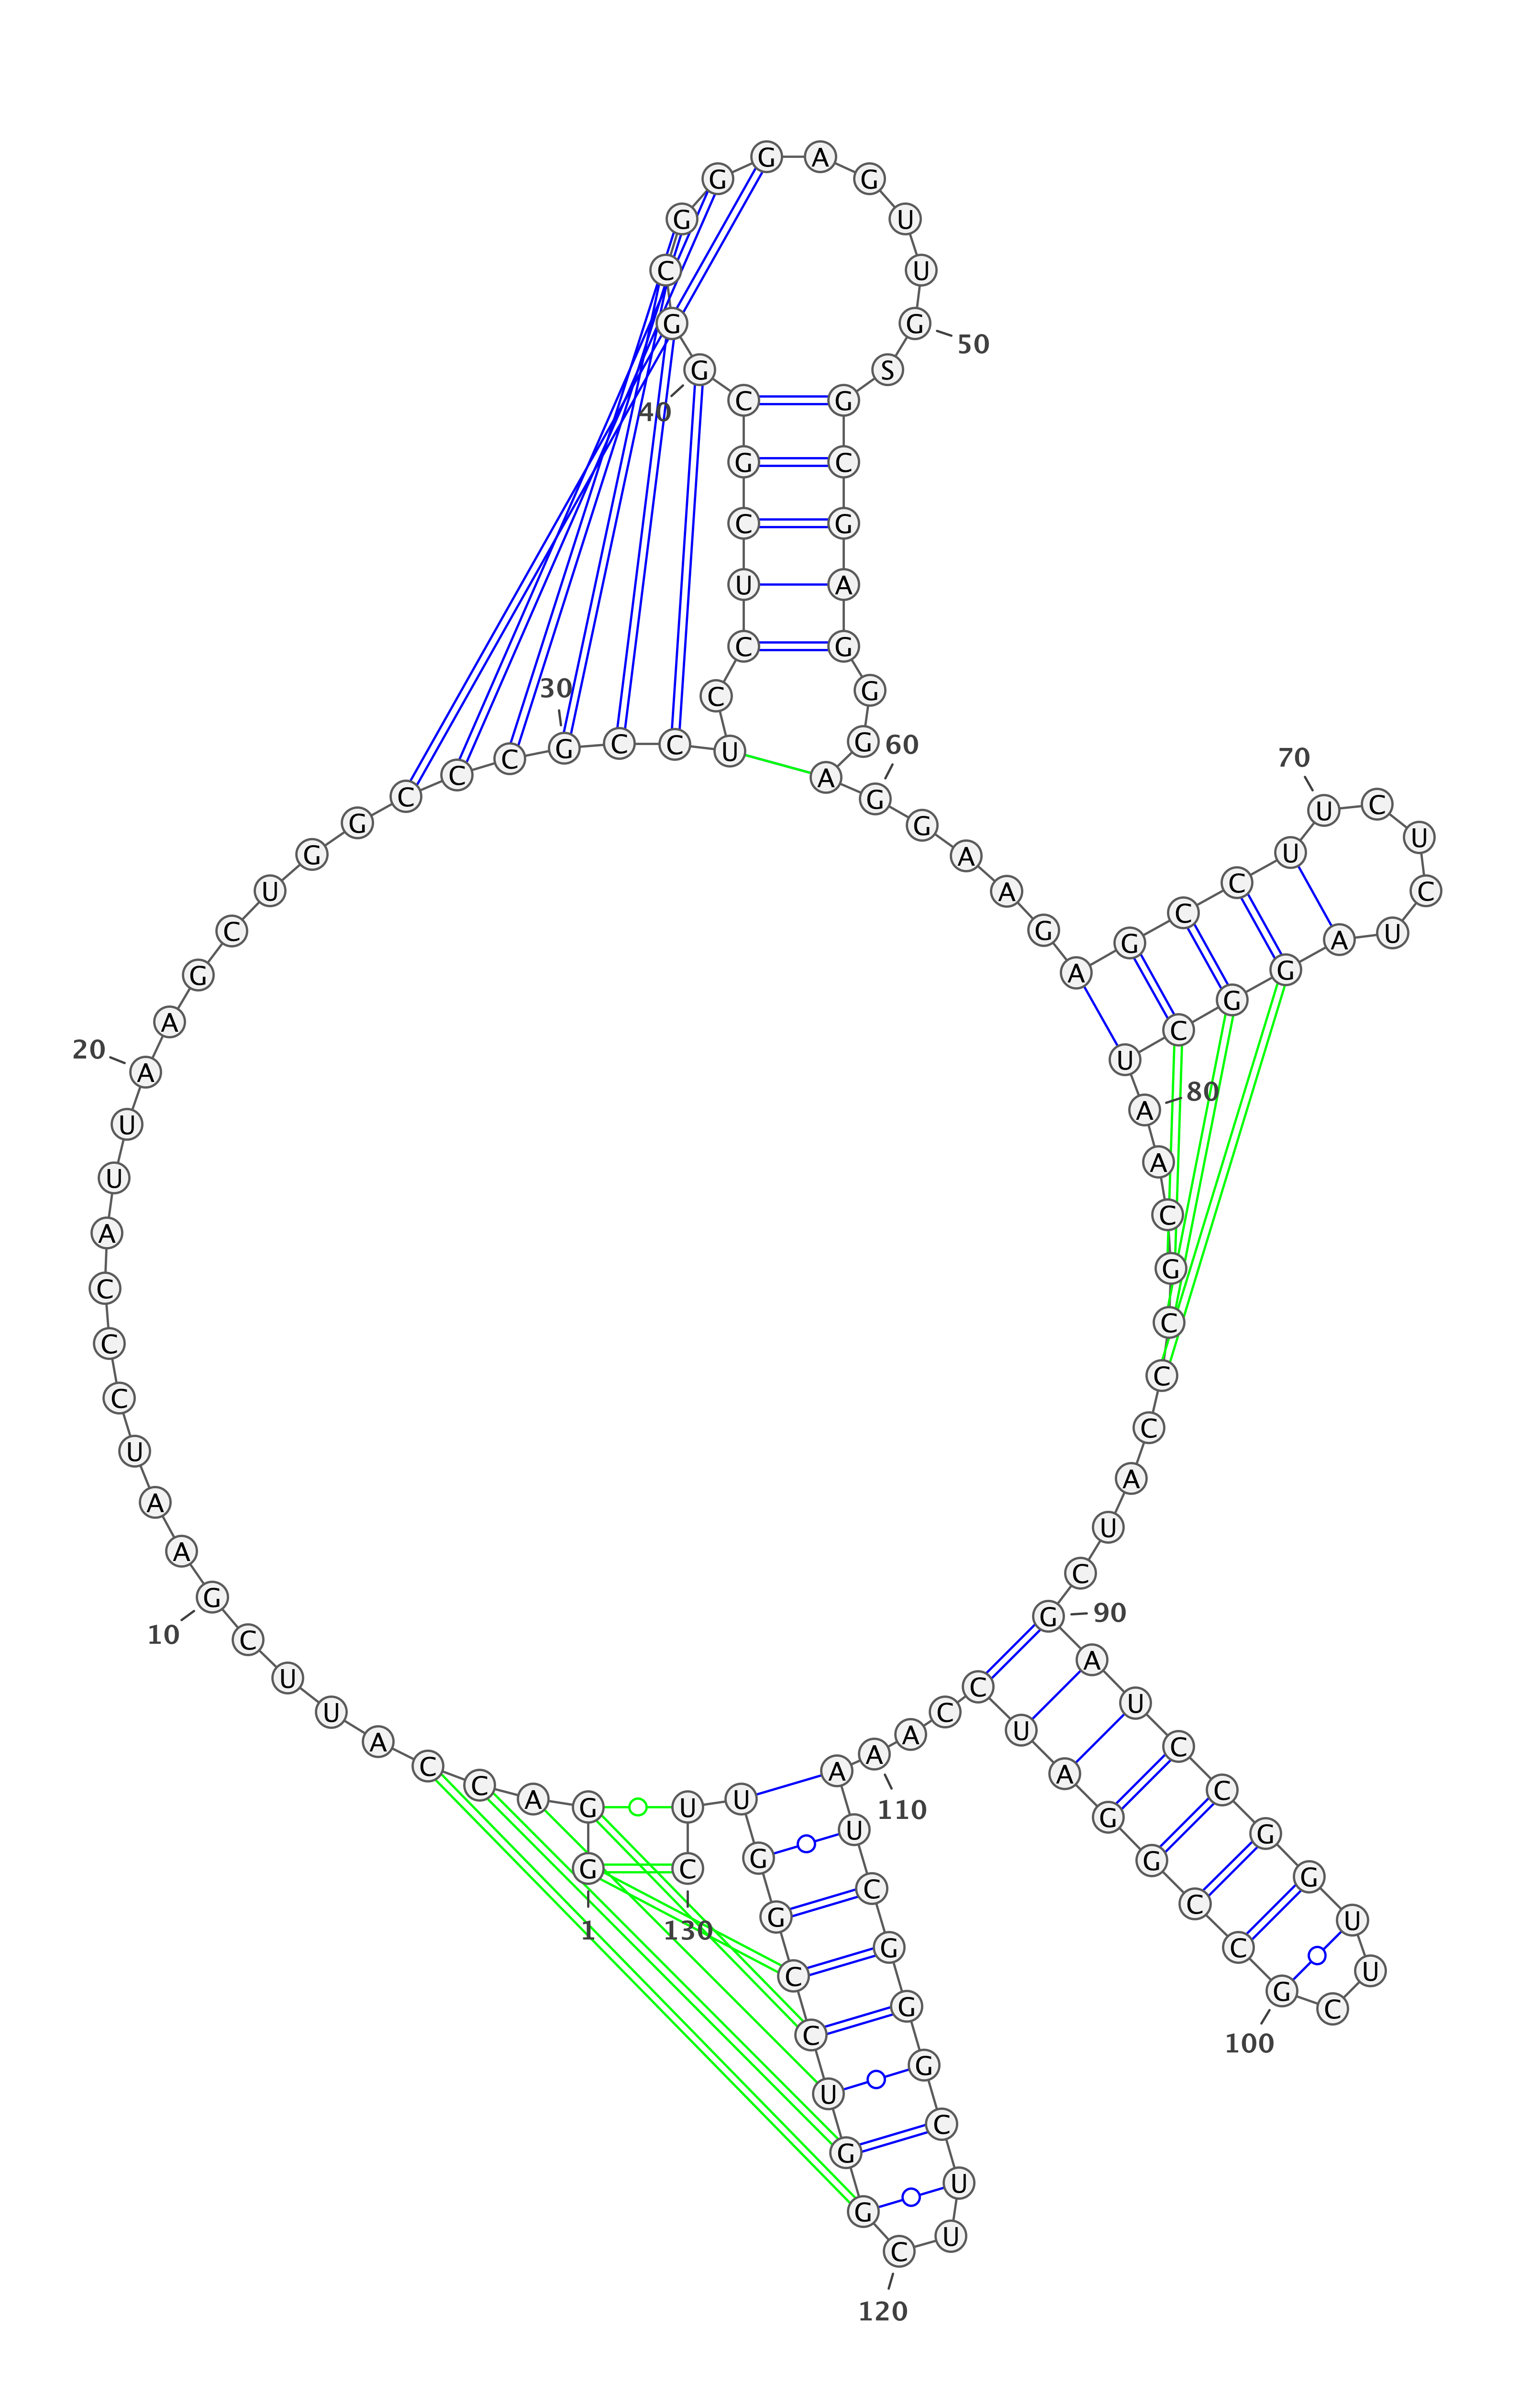 G G A C C A U U C G
A A U C C C A U U A
A G C U G G C C C G
C C U C C U C G C G
G C G G G A G U U G
S G C G A G G G A G
G A A G A G C C U U
C U C U A G G C U A
A C G C C C A U C G
A U C C G G U U C G
C C G G A U C C A A
A U C G G G C U U C
G G U C C G G U U C
1
10
20
30
40
50
60
70
80
90
100
110
120
130